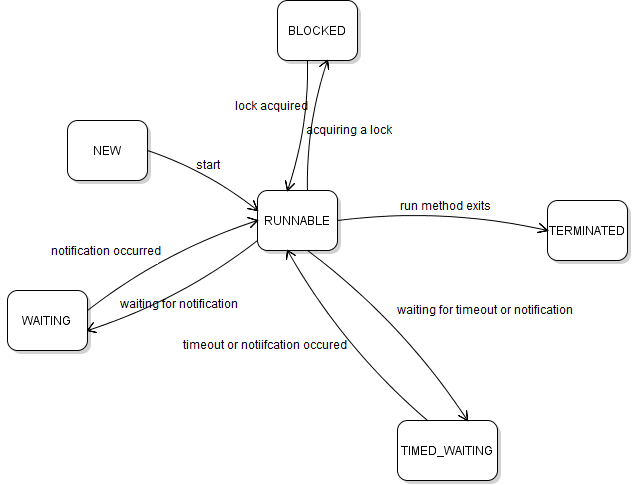 BLOCKED
lock acquired
acquiring a lock
NEW
start
RUNNABLE
run method exits
TERMINATED
notification occurred
waiting for notification
WAITING
waiting for timeout or notification
timeout or notiifcation occured
TIMED_WAITING